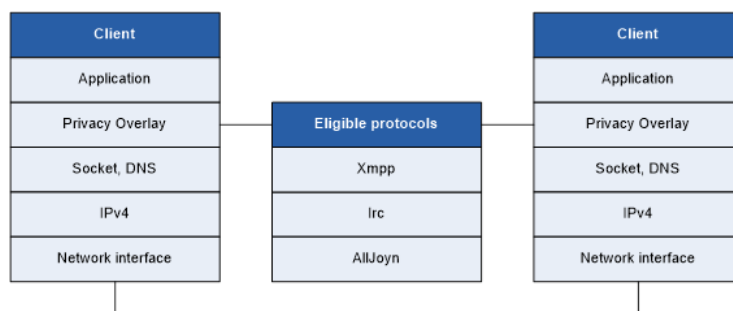 Client
Application
Privacy Overlay
Socket, DNS
IPv4
Network interface
Eligible protocols
Xmpp
Irc
AllJoyn
Client
Application
Privacy Overlay
Socket, DNS
IPv4
Network interface